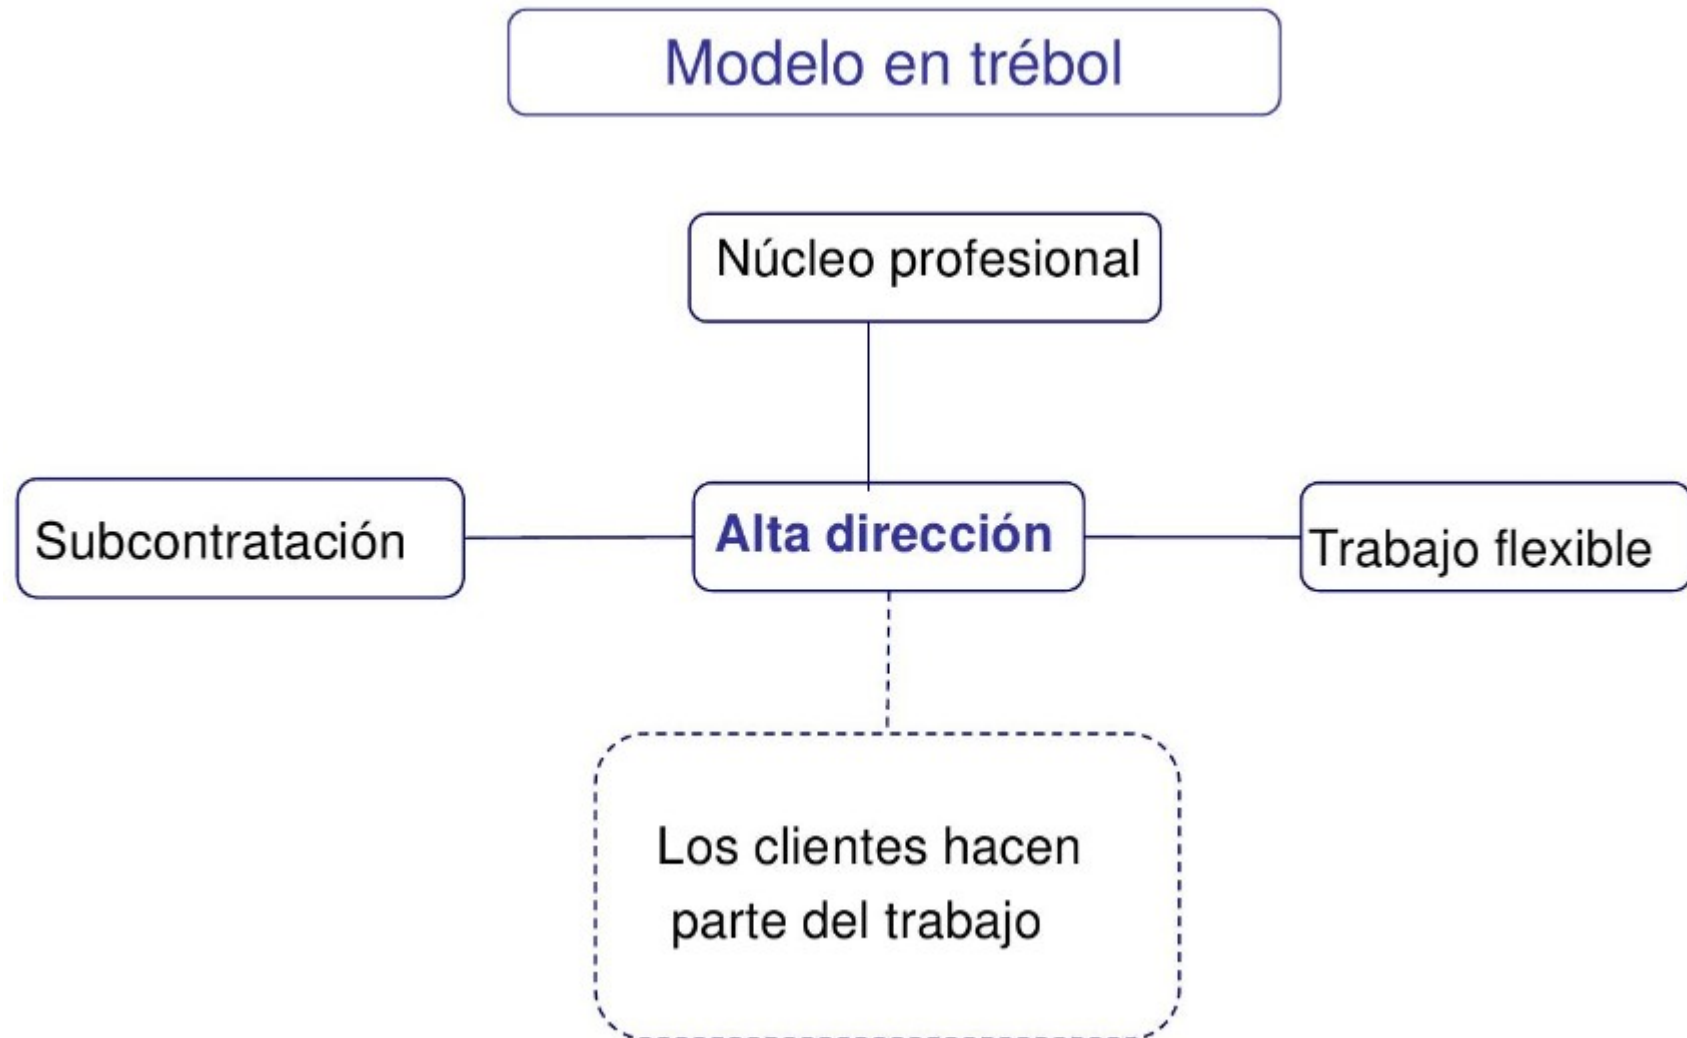 Modelo en trébol
Núcleo profesional
Subcontratación
Alta dirección
Trabajo flexible
Los clientes hacen
parte del trabajo